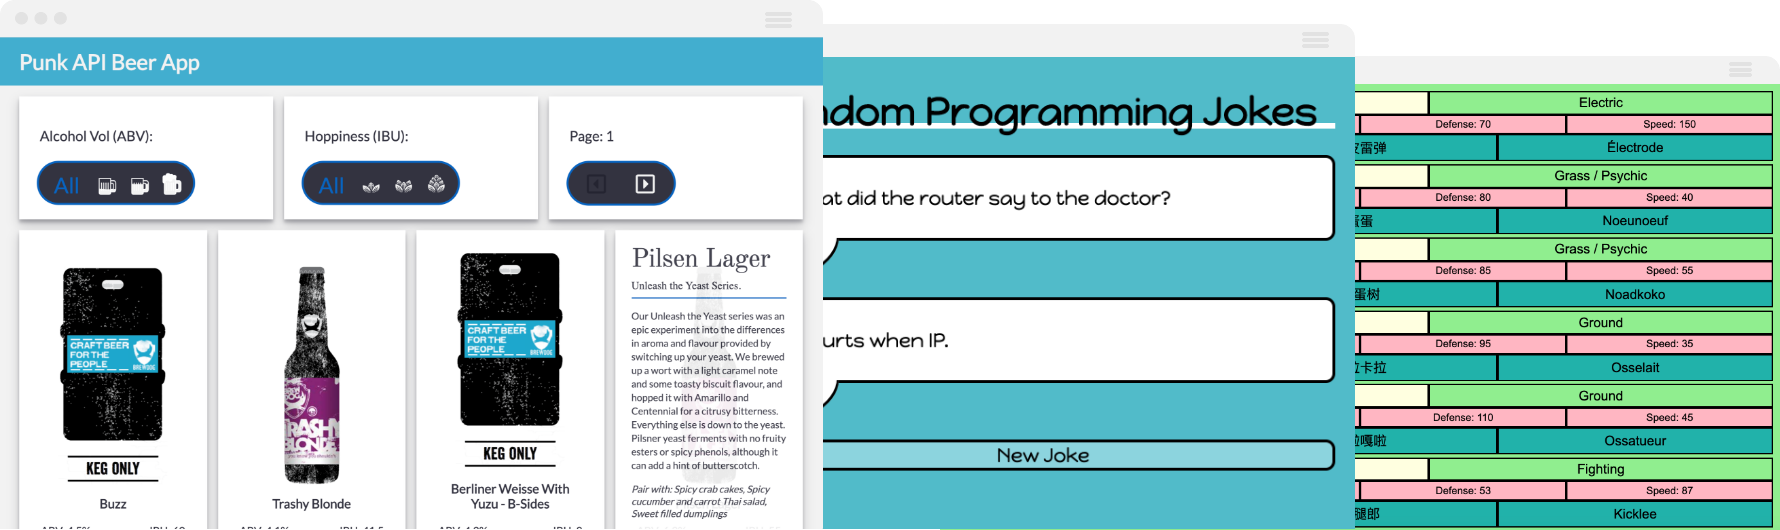 Punk API Beer App
Alcohol Vol (ABV):
All
Hoppiness (IBU):
All
Page: 1
CRAFT BEER
FOR THE
PEOPLE
BREWDOG
KEG ONLY
Buzz
TRASHY
BLONDE
Trashy Blonde
CRAFT BEER
FOR THE
PEOPLE
BREWDOG
KEG ONLY
Berliner Weisse With
Yuzu - B-Sides
Pilsen Lager
Unleash the Yeast Series.
Our Unleash the Yeast series was an
epic experiment into the differences
in aroma and flavour provided by
switching up your yeast. We brewed
up a wort with a light caramel note
and some toasty biscuit flavour, and
hopped it with Amarillo and
Centennial for a citrusy bitterness.
Everything else is down to the yeast.
Pilsner yeast ferments with no fruity
esters or spicy phenols, although it
can add a hint of butterscotch.
Pair with: Spicy crab cakes, Spicy
cucumber and carrot Thai salad,
Sweet filled dumplings
ndom Programming Jokes
at did the router say to the doctor?
urts when IP.
New Joke
Electric
Defense: 70
Speed: 150
雷弹
Électrode
Grass / Psychic
Defense: 80
Speed: 40
蛋
Noeunoeuf
Grass / Psychic
Defense: 85
Speed: 55
蛋树
Noadkoko
Ground
Defense: 95
Speed: 35
卡拉
Osselait
Ground
Defense: 110
Speed: 45
嘎啦
Ossatueur
Fighting
Defense: 53
Speed: 87
腿郎
Kicklee